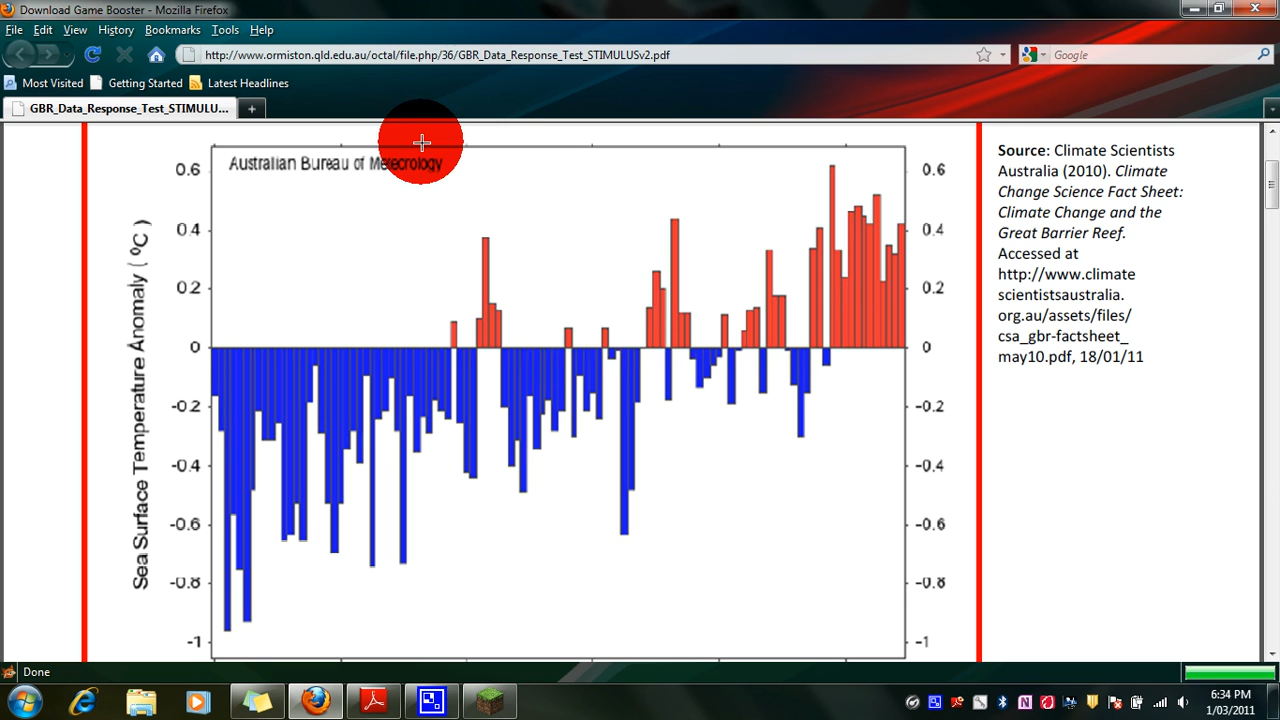 Download Game Booster - Mozilla Firefox
File Edit View History Bookmarks Tools Help
http://www.ormiston.qld.edu.au/octal/file.php/36/GBR_Data_Response_Test_STIMULUSv2.pdf
Google
Most Visited Getting Started Latest Headlines
GBR_Data_Response_Test_STIMULU...
Australian Bureau of Meteorology
Sea Surface Temperature Anomaly (ºC)
0.6 0.6
0.4 0.4
0.2 0.2
0 0
-0.2 -0.2
-0.4 -0.4
-0.6 -0.6
-0.8 -0.8
-1 -1
Source: Climate Scientists
Australia (2010). Climate
Change Science Fact Sheet:
Climate Change and the
Great Barrier Reef.
Accessed at
http://www.climate
scientistsaustralia.
org.au/assets/files/
csa_gbr-factsheet_
may10.pdf, 18/01/11
Done
6:34 PM
1/03/2011